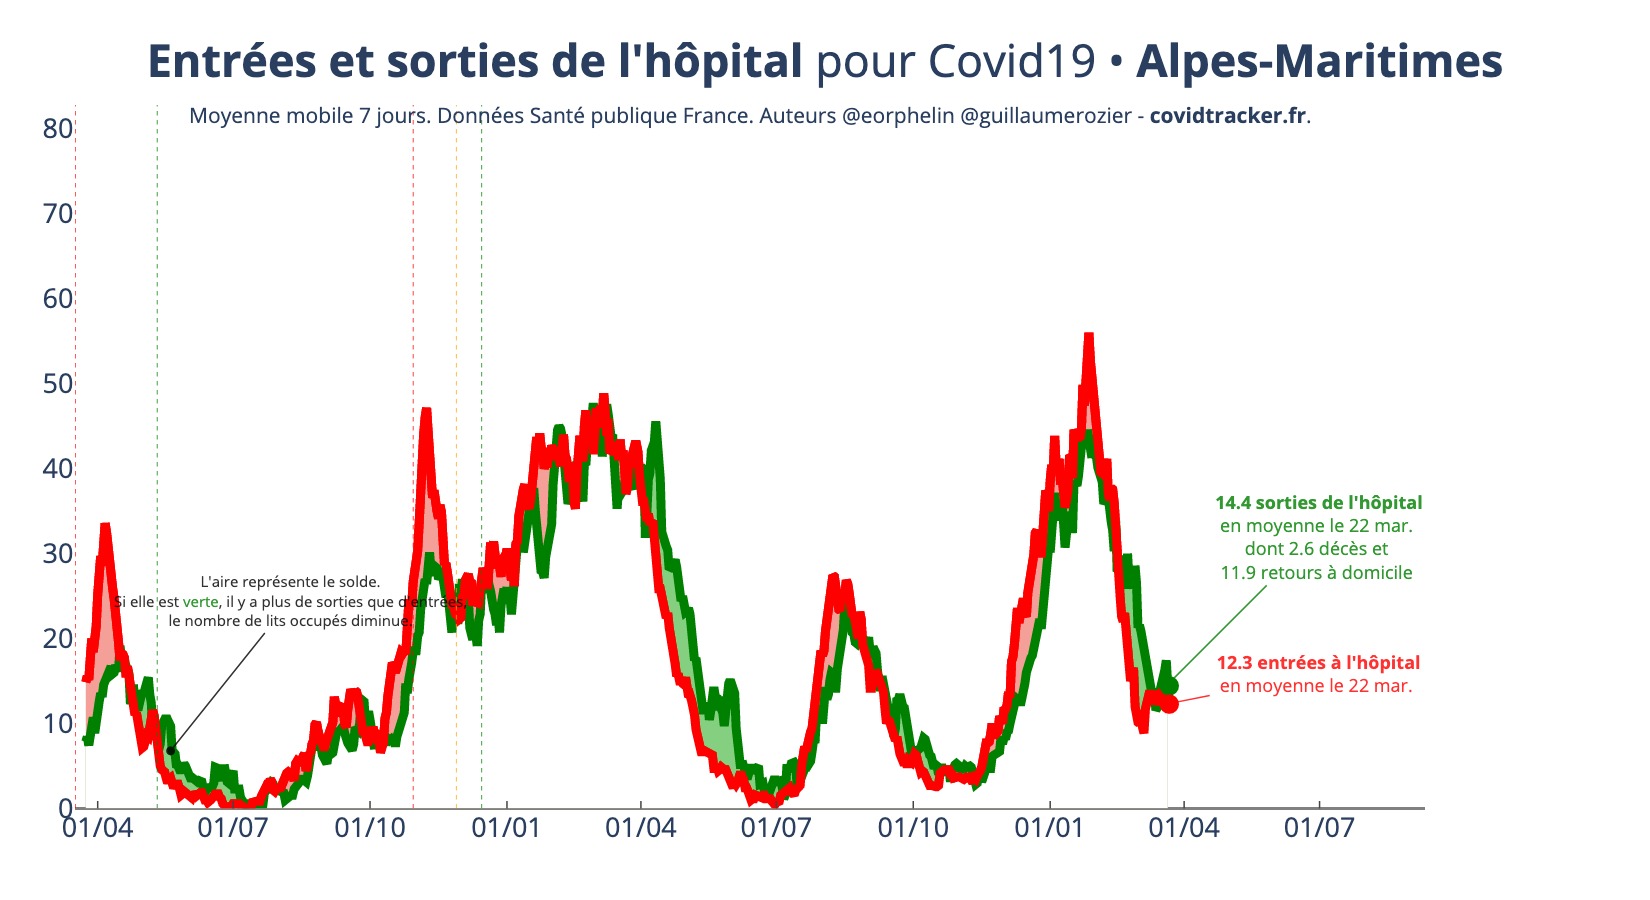 Entrées et sorties de l'hôpital pour Covid19 • Alpes-Maritimes
Moyenne mobile 7 jours. Données Santé publique France. Auteurs @eorphelin @guillaumerozier - covidtracker.fr.
80
70
60
50
40
30
20
10
0
L'aire représente le solde.
Si elle est verte, il y a plus de sorties que d'entrées,
le nombre de lits occupés diminue.
14.4 sorties de l'hôpital
en moyenne le 22 mar.
dont 2.6 décès et
11.9 retours à domicile
12.3 entrées à l'hôpital
en moyenne le 22 mar.
01/04 01/07 01/10 01/01 01/04 01/07 01/10 01/01 01/04 01/07